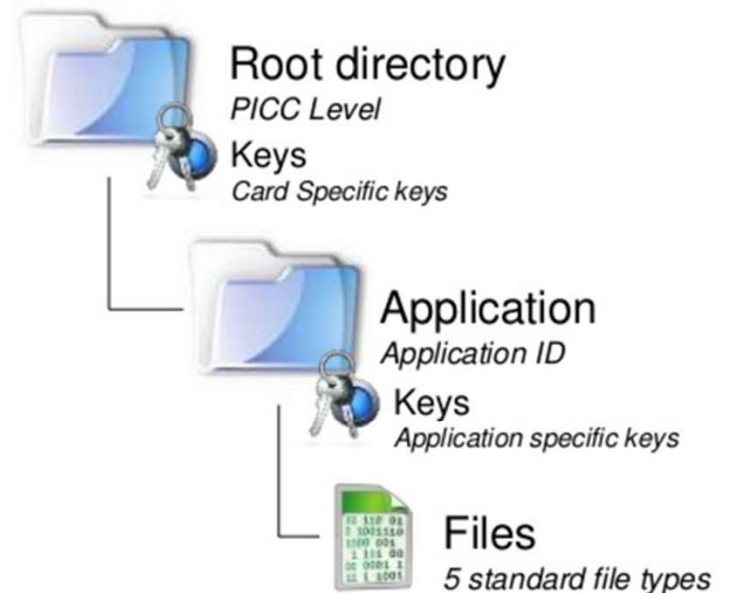 Root directory
PICC Level
Keys
Card Specific keys
Application
Application ID
Keys
Application specific keys
Files
5 standard file types